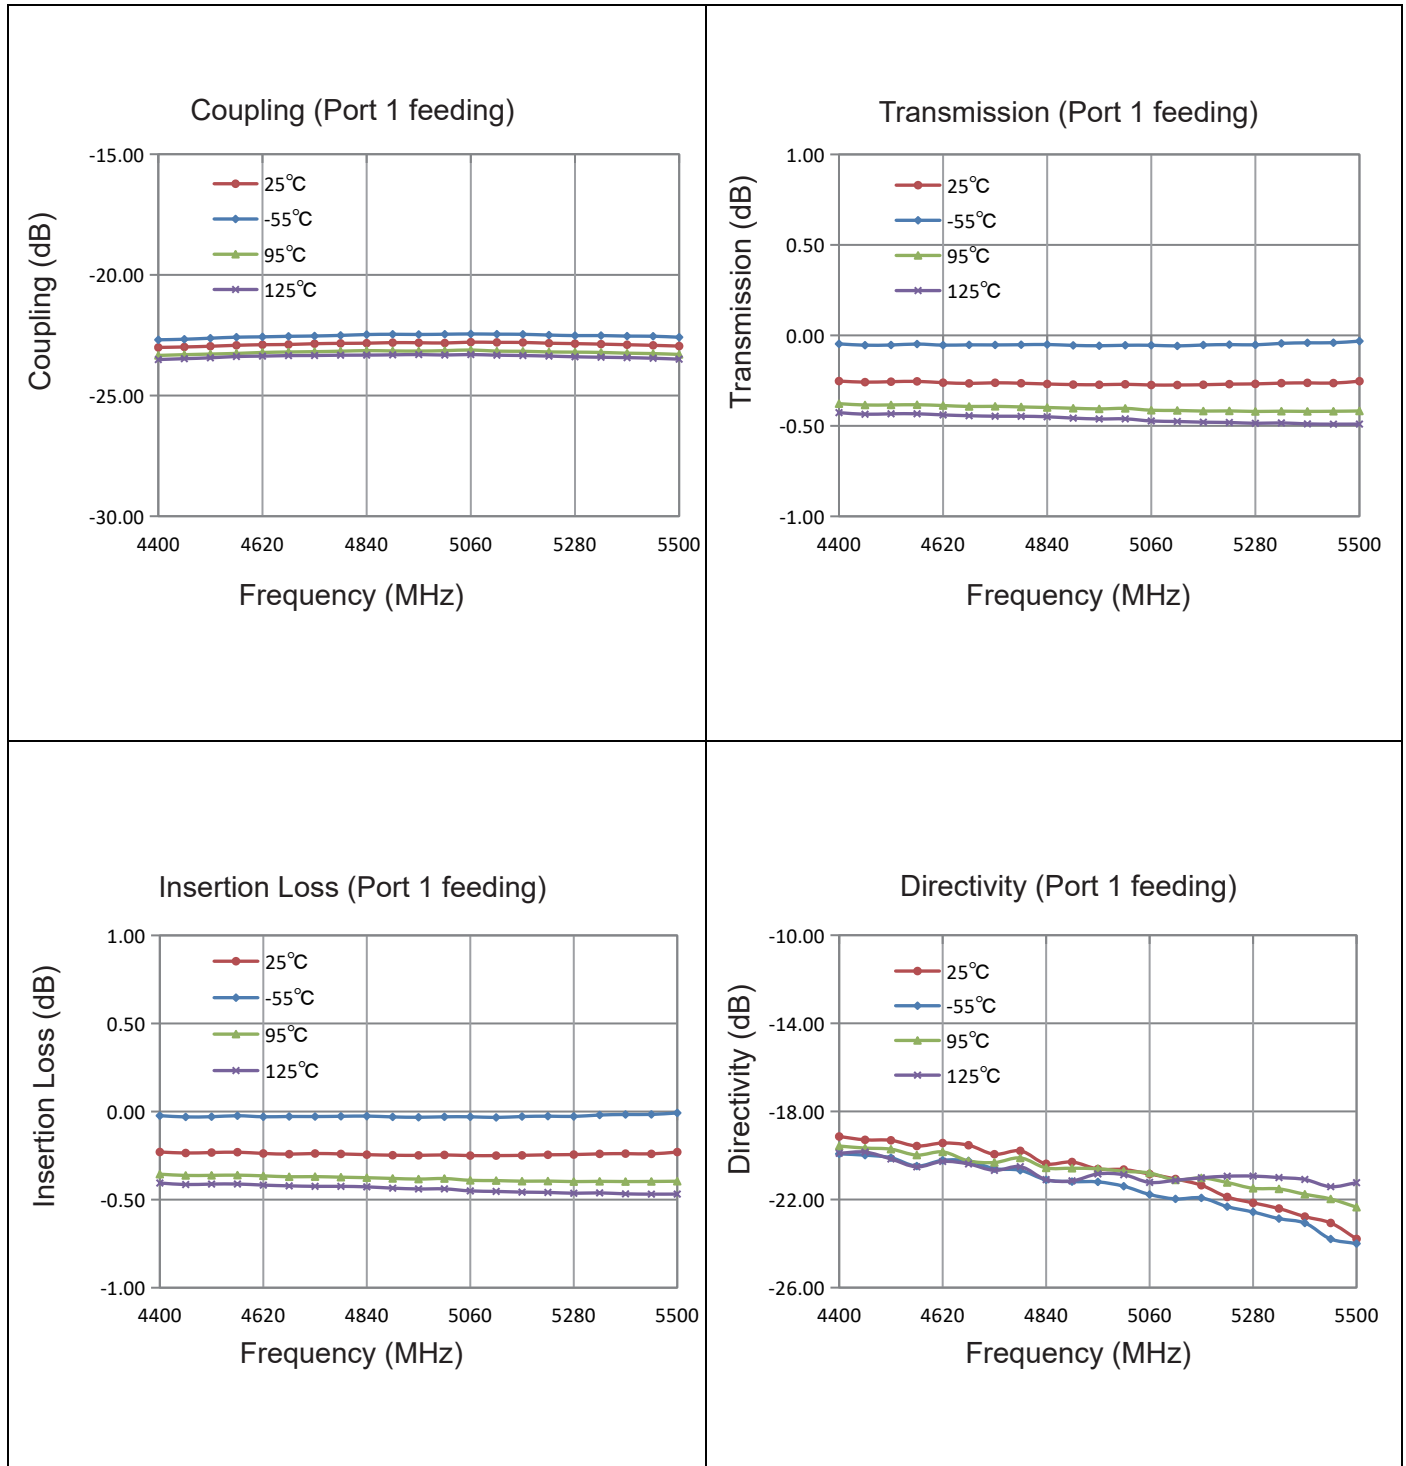 Coupling (Port 1 feeding)
Coupling (dB)
-15.00
-20.00
-25.00
-30.00
25℃
-55℃
95℃
125℃
4400 4620 4840 5060 5280 5500
Frequency (MHz)
Transmission (Port 1 feeding)
Transmission (dB)
1.00
0.50
0.00
-0.50
-1.00
25℃
-55℃
95℃
125℃
4400 4620 4840 5060 5280 5500
Frequency (MHz)
Insertion Loss (Port 1 feeding)
Insertion Loss (dB)
1.00
0.50
0.00
-0.50
-1.00
25℃
-55℃
95℃
125℃
4400 4620 4840 5060 5280 5500
Frequency (MHz)
Directivity (Port 1 feeding)
Directivity (dB)
-10.00
-14.00
-18.00
-22.00
-26.00
25℃
-55℃
95℃
125℃
4400 4620 4840 5060 5280 5500
Frequency (MHz)